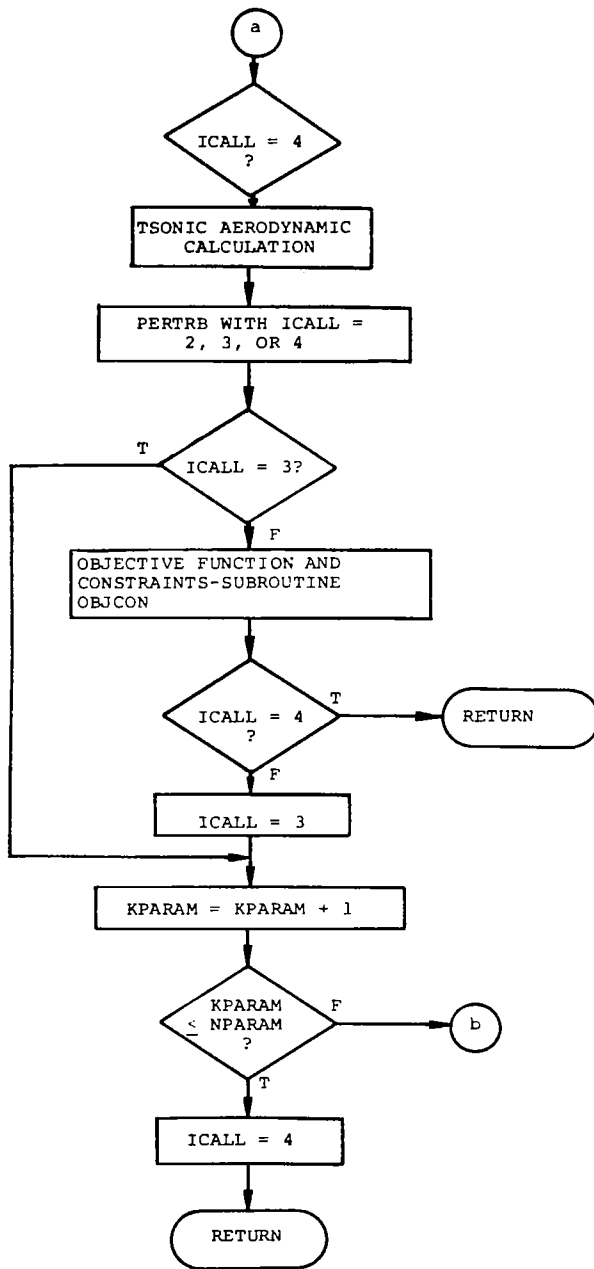 a
ICALL = 4
?
TSONIC AERODYNAMIC
CALCULATION
PERTRB WITH ICALL =
2, 3, OR 4
T
ICALL = 3?
F
OBJECTIVE FUNCTION AND
CONSTRAINTS-SUBROUTINE
OBJCON
ICALL = 4
?
T
RETURN
F
ICALL = 3
KPARAM = KPARAM + 1
KPARAM
≤ NPARAM
?
F
b
T
ICALL = 4
RETURN